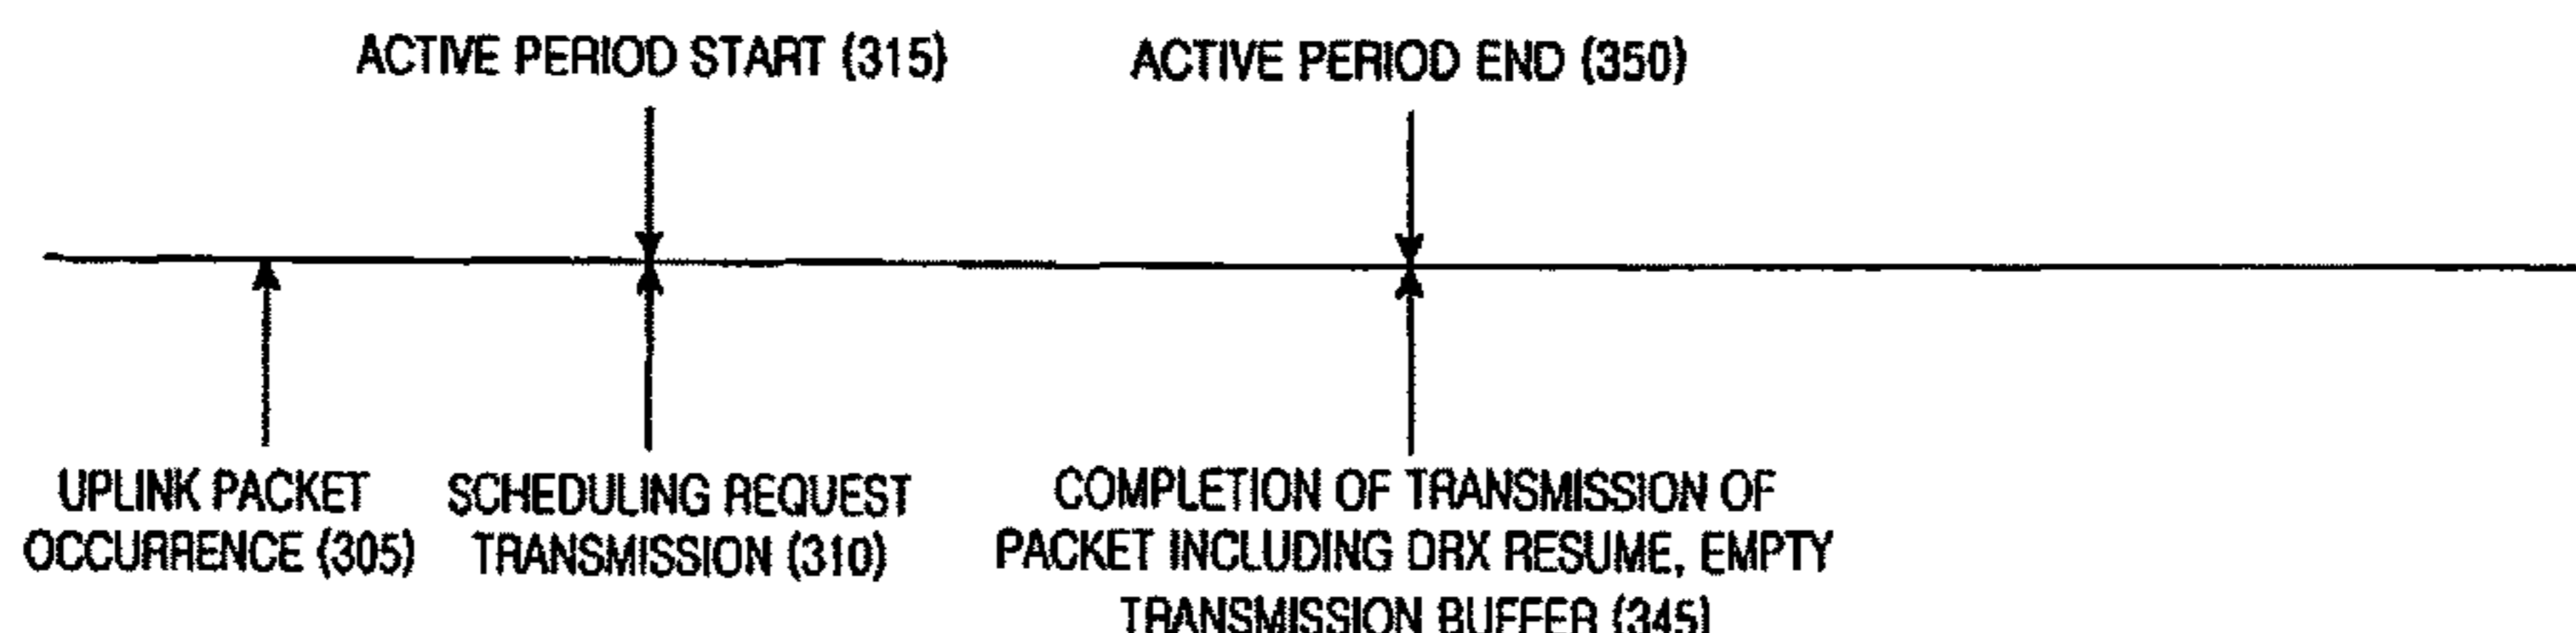 ACTIVE PERIOD START (315)
ACTIVE PERIOD END (350)
UPLINK PACKET
OCCURRENCE (305)
SCHEDULING REQUEST
TRANSMISSION (310)
COMPLETION OF TRANSMISSION OF
PACKET INCLUDING DRX RESUME, EMPTY
TRANSMISSION BUFFER (345)